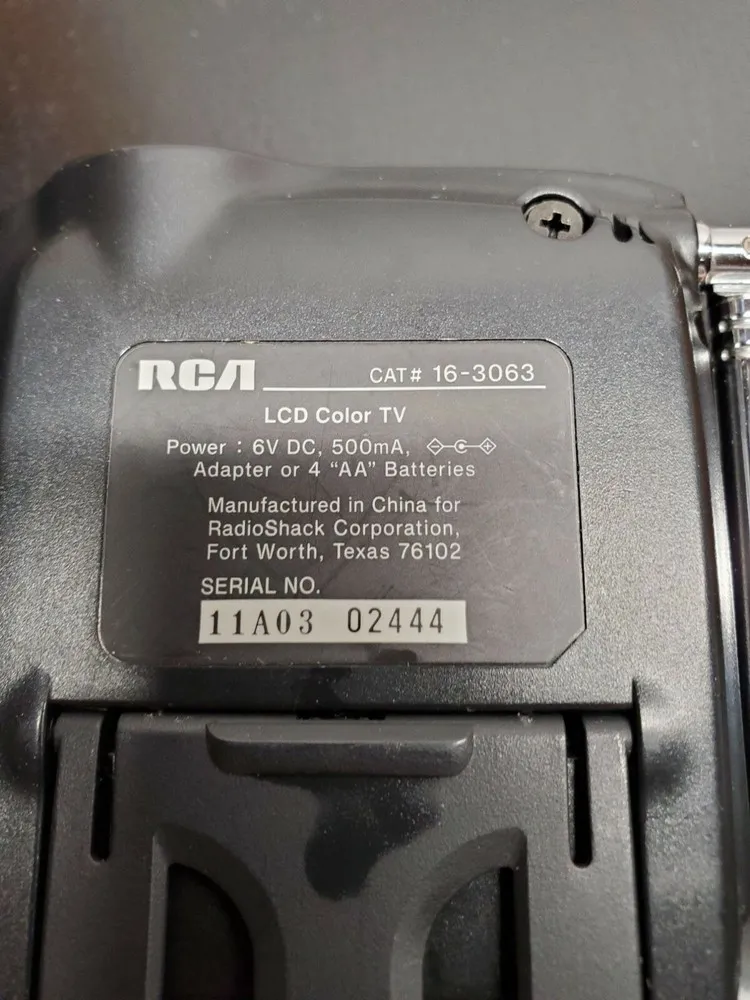 RCA CAT# 16-3063
LCD Color TV
Power : 6V DC, 500mA,
Adapter or 4 “AA” Batteries
Manufactured in China for
RadioShack Corporation,
Fort Worth, Texas 76102
SERIAL NO.
11A03 02444